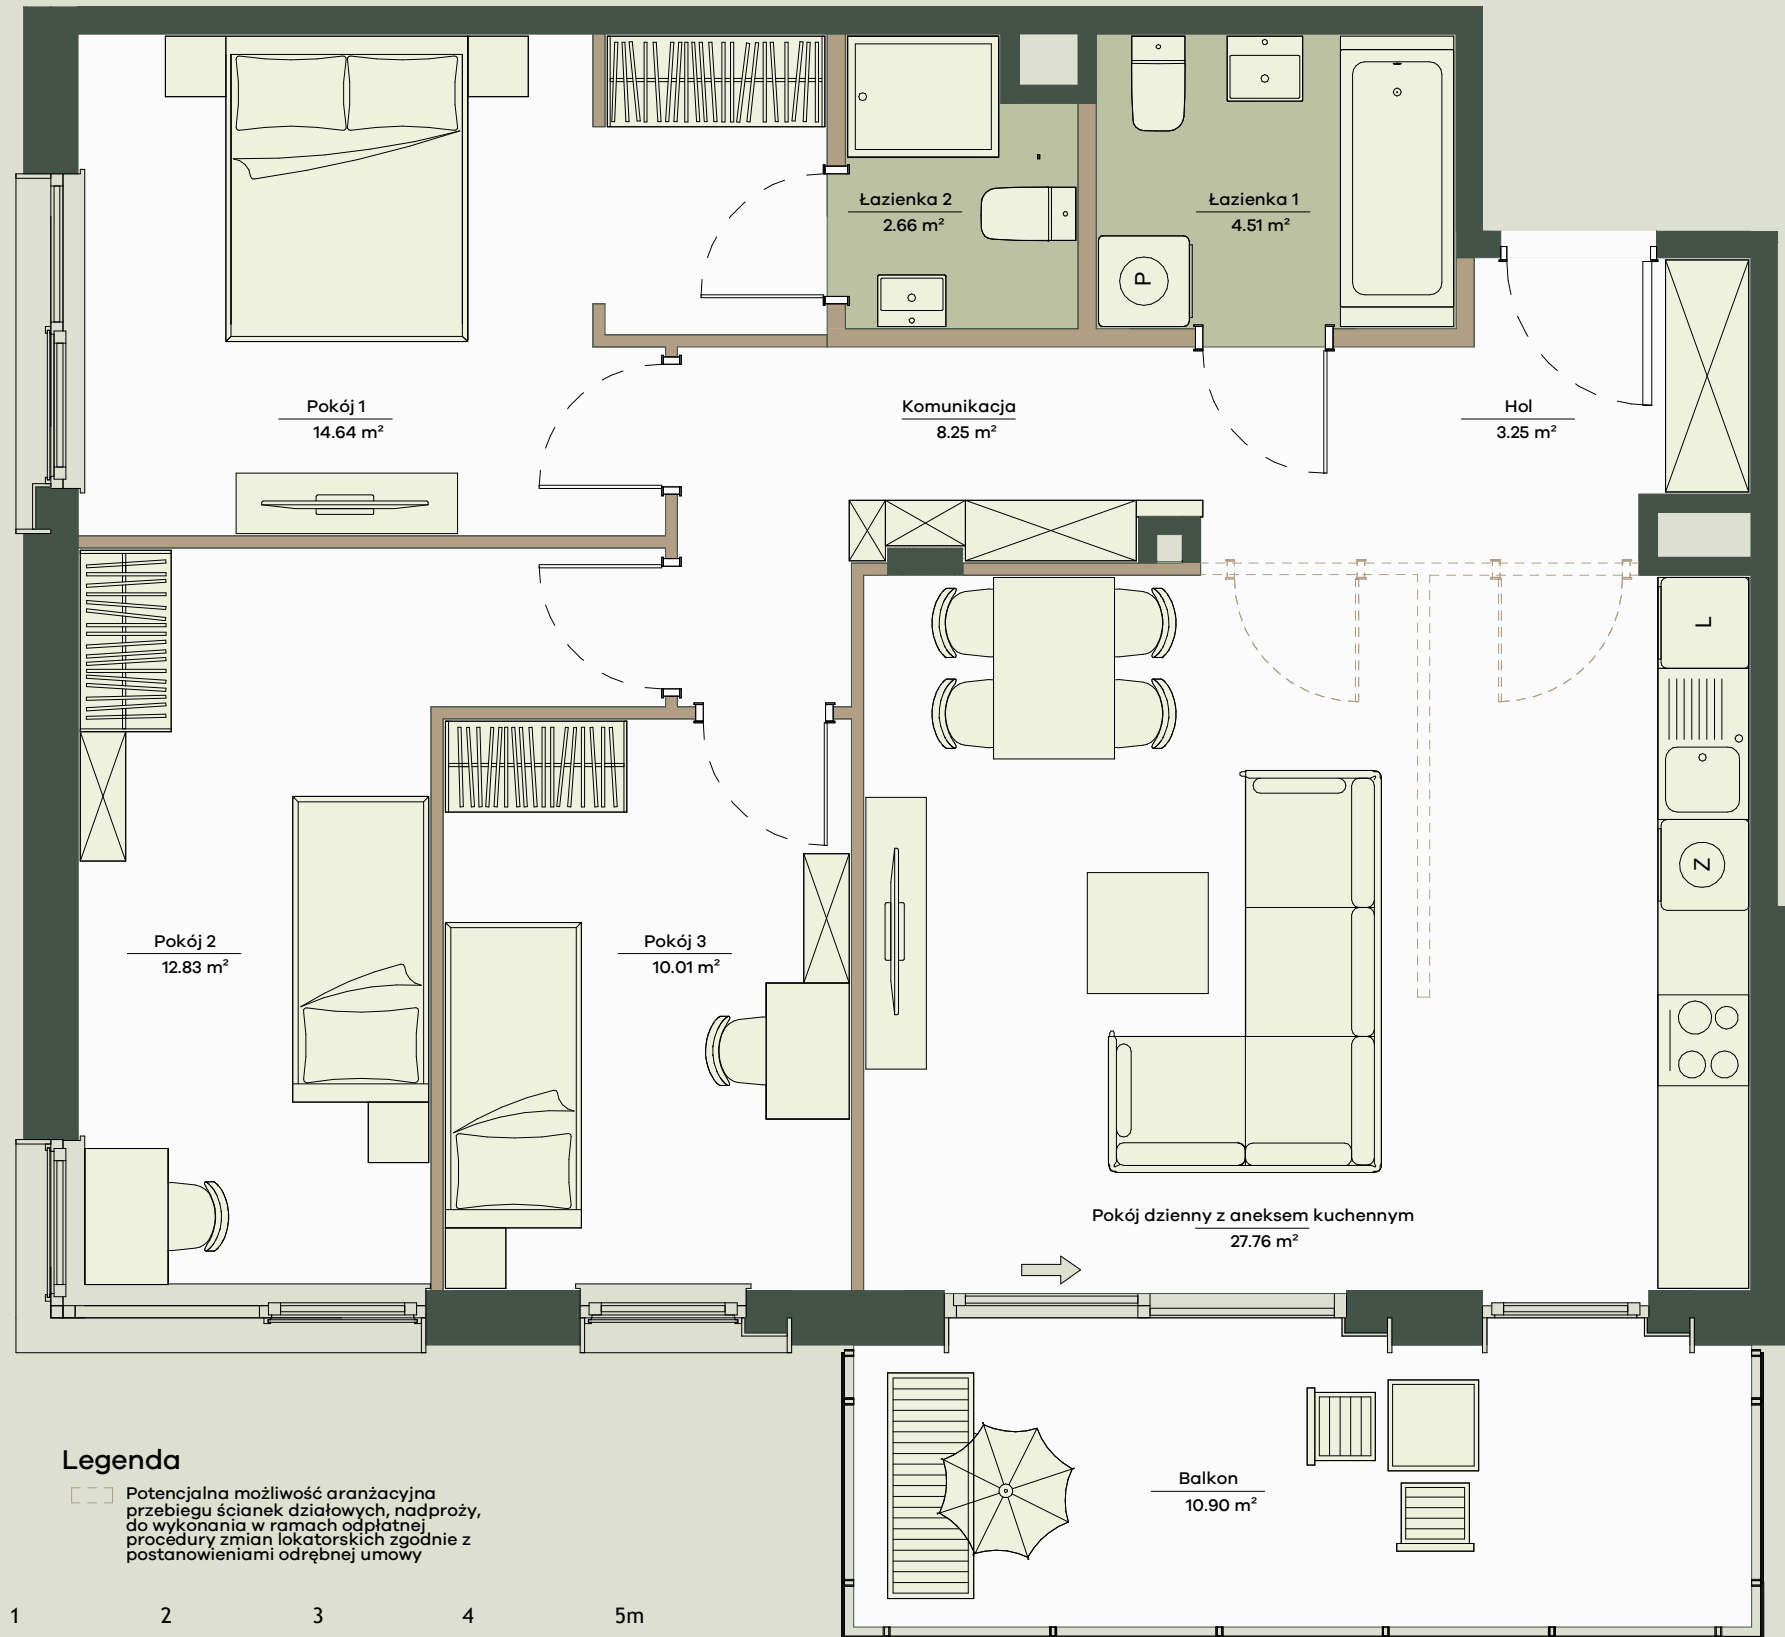 Łazienka 2
2.66 m²
Łazienka 1
4.51 m²
P
Pokój 1
14.64 m²
Komunikacja
8.25 m²
Hol
3.25 m²
L
Z
Pokój 2
12.83 m²
Pokój 3
10.01 m²
Pokój dzienny z aneksem kuchennym
27.76 m²
Balkon
10.90 m²
Legenda
Potencjalna możliwość aranżacyjna
przebiegu ścianek działowych, nadproży,
do wykonania w ramach odpłatnej
procedury zmian lokatorskich zgodnie z
postanowieniami odrębnej umowy
1 2 3 4 5m